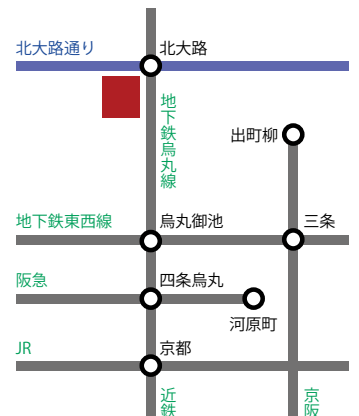 北大路通り
北大路
地下鉄烏丸線
出町柳
地下鉄東西線
烏丸御池
三条
阪急
四条烏丸
河原町
JR
京都
近鉄
京阪